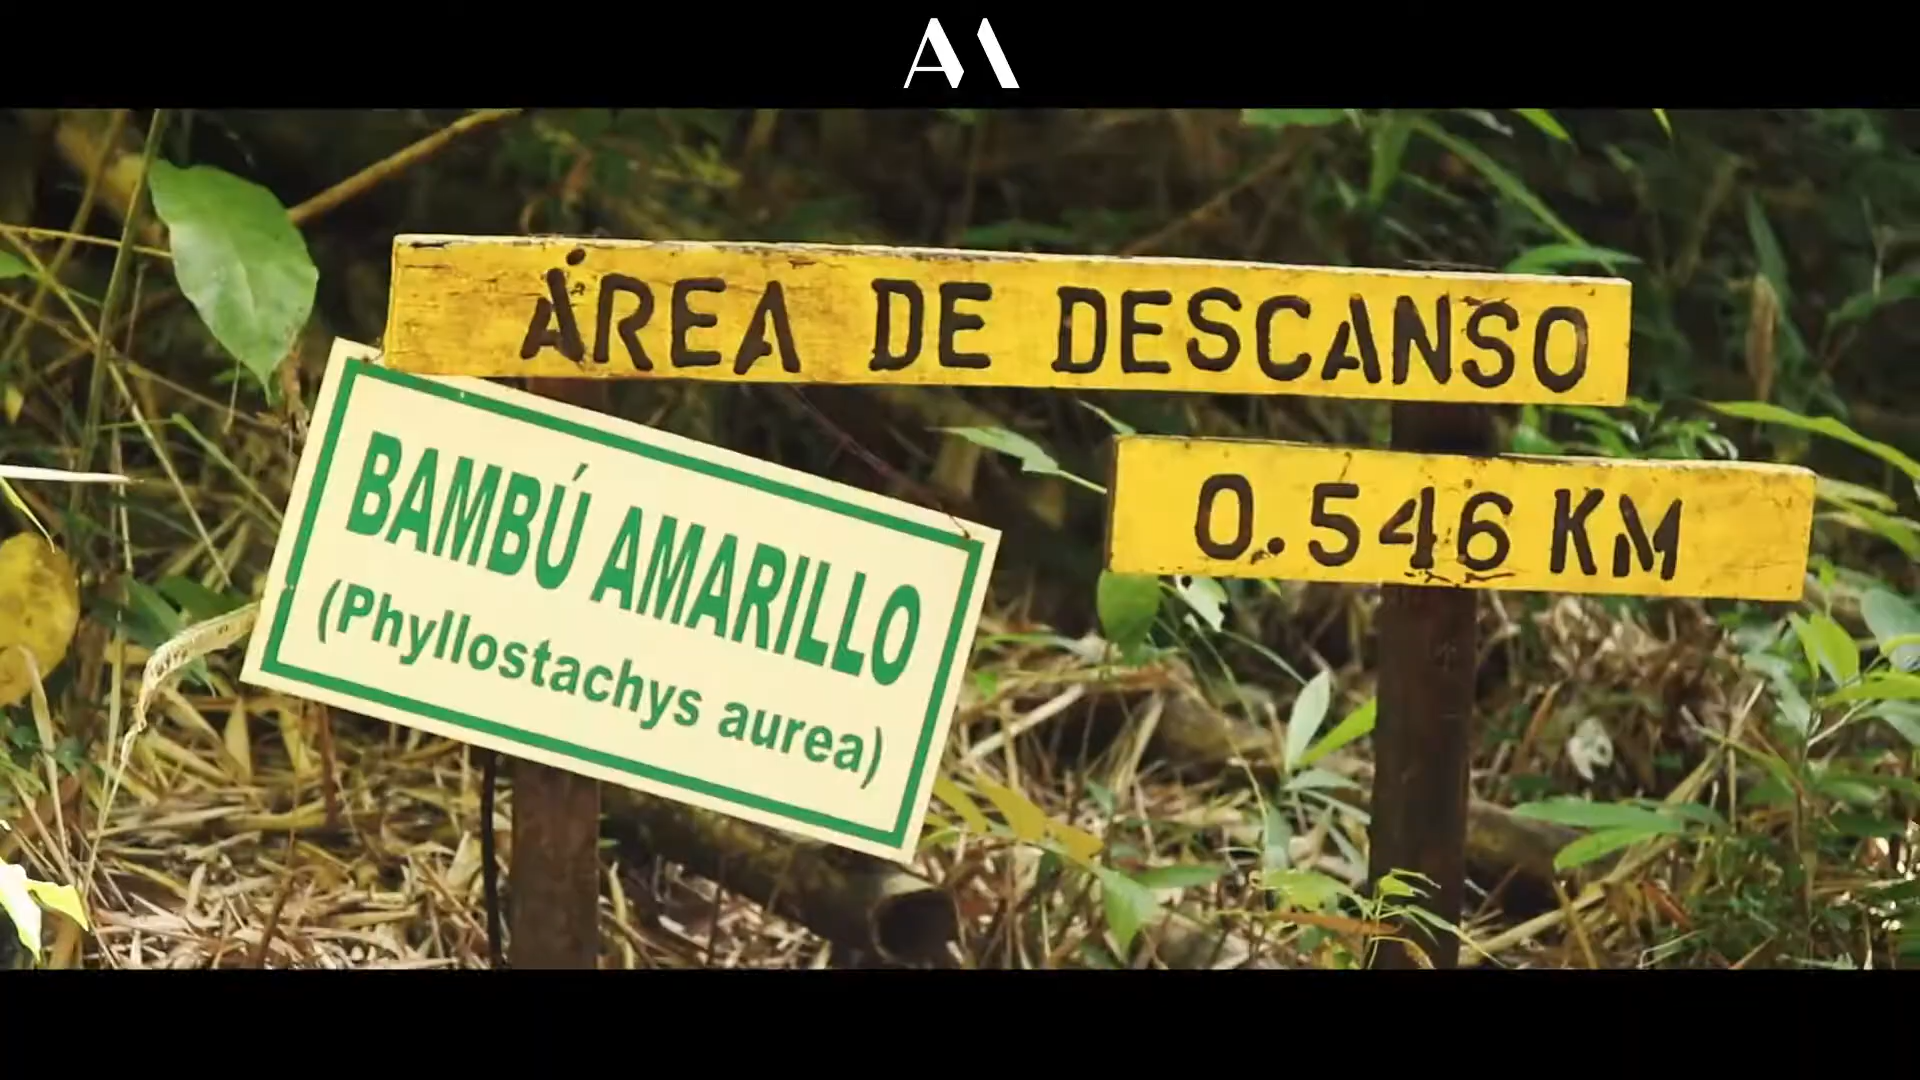 AM
ÁREA DE DESCANSO
0.546 KM
BAMBÚ AMARILLO
(Phyllostachys aurea)